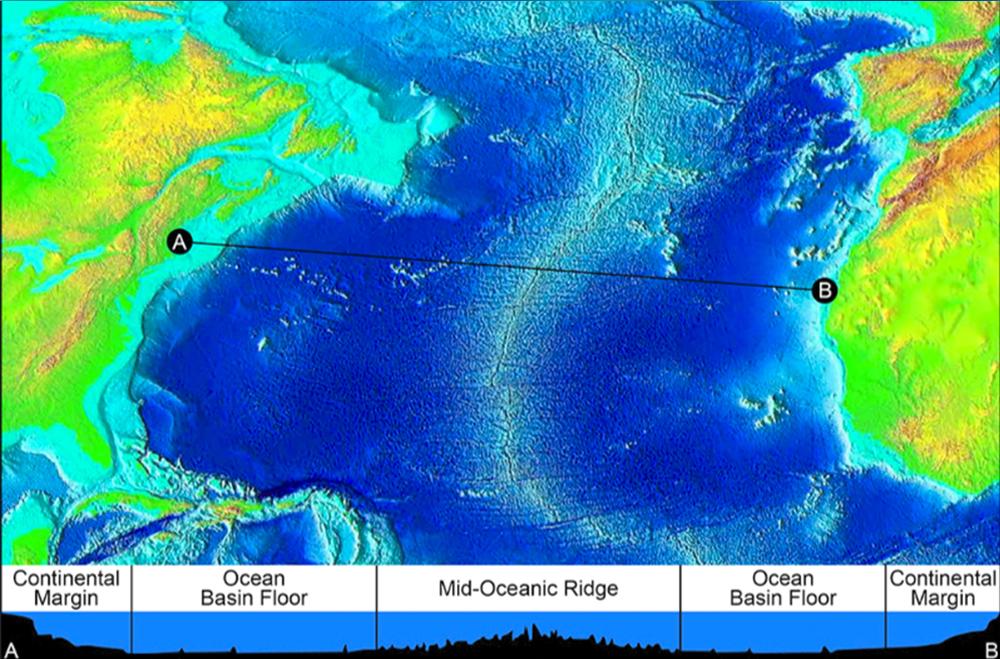 A
B
Continental
Margin
Ocean
Basin Floor
Mid-Oceanic Ridge
Ocean
Basin Floor
Continental
Margin
A
B